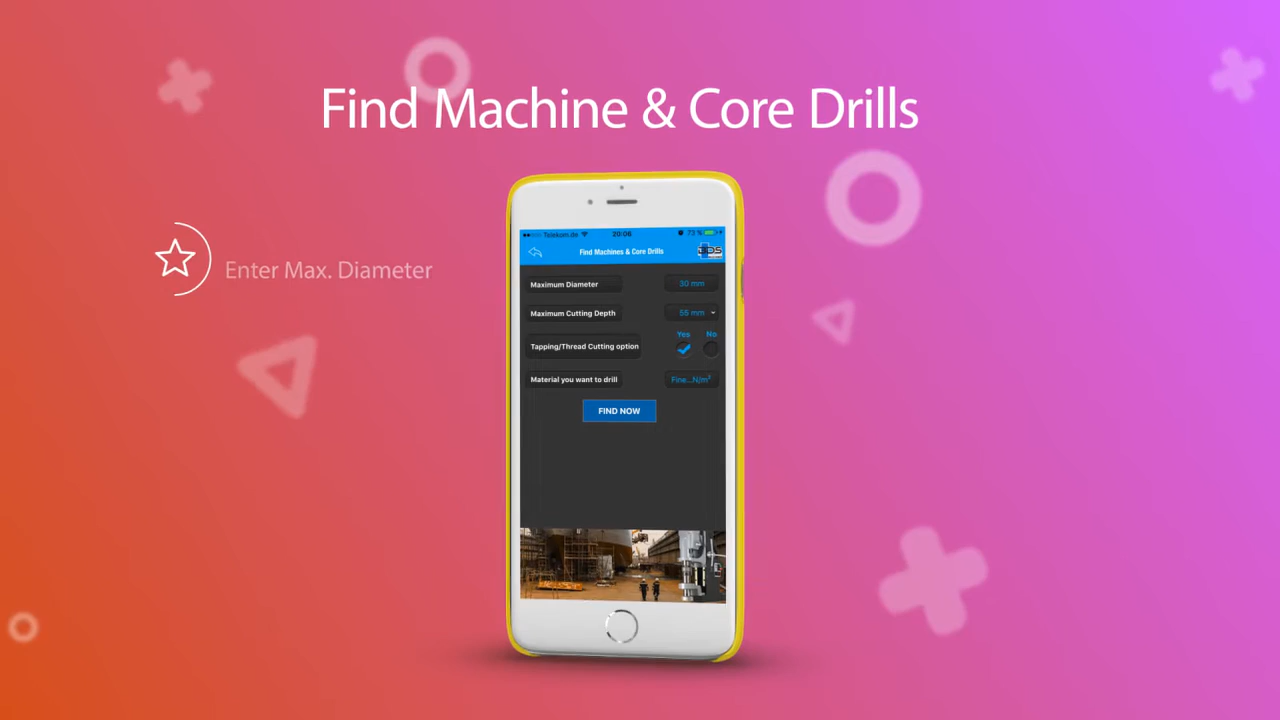 Find Machine & Core Drills
Enter Max. Diameter
Telekom.de 20:06 73 %
Find Machines & Core Drills
Maximum Diameter 30 mm
Maximum Cutting Depth 55 mm
Yes No
Tapping/Thread Cutting option
Material you want to drill Fine...N/m²
FIND NOW